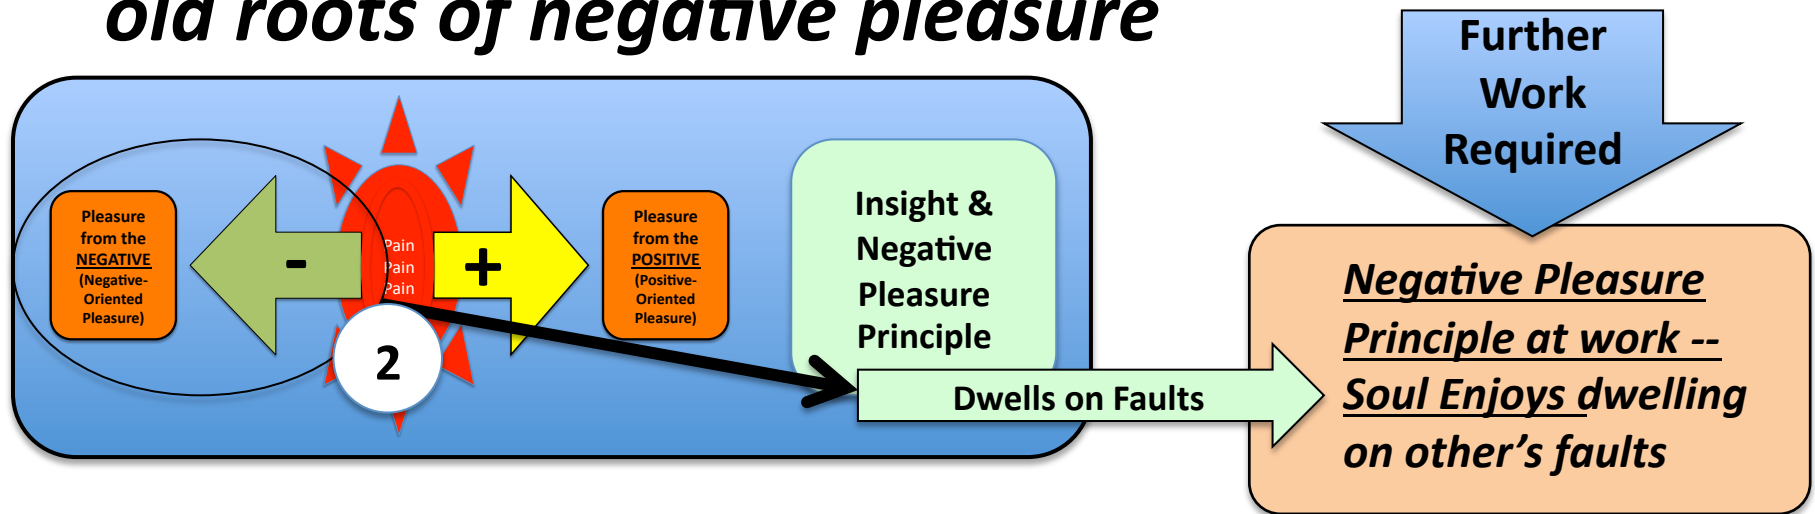 old roots of negative pleasure
Further
Work
Required
Pleasure
from the
NEGATIVE
(Negative-
Oriented
Pleasure)
-
Pain
Pain
Pain
+
Pleasure
from the
POSITIVE
(Positive-
Oriented
Pleasure)
2
Insight &
Negative
Pleasure
Principle
Dwells on Faults
Negative Pleasure
Principle at work --
Soul Enjoys dwelling
on other's faults